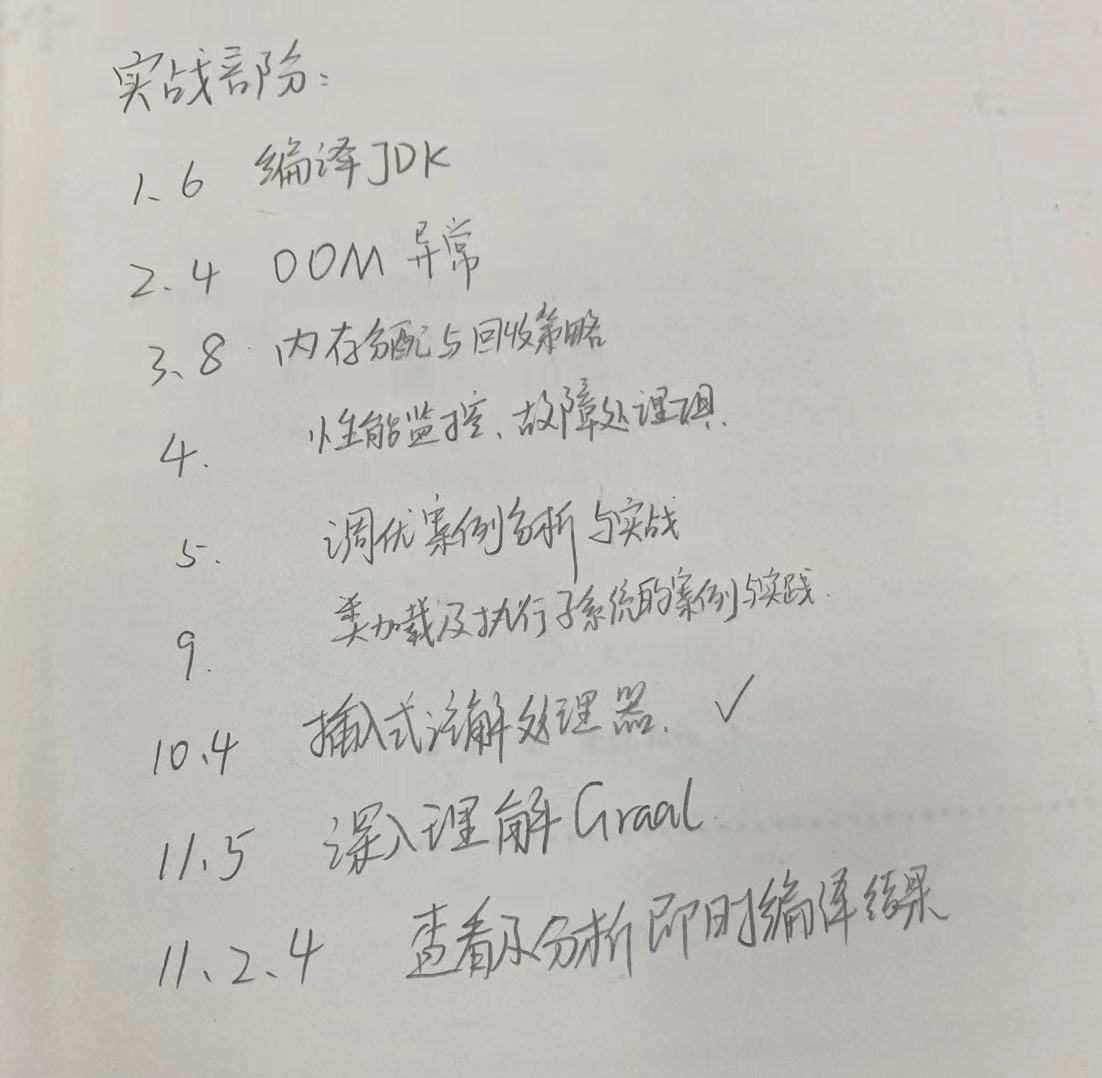 实战部分:
1、6 编译JDK
2.4 OOM 异常
3、8 内存分配与回收策略
4. 性能监控、故障处理
5. 调优案例分析与实战
9. 类加载及执行子系统的案例与实践.
10.4 插入式注解处理器. ✓
11.5 深入理解Graal.
11、2、4 查看及分析即时编译结果